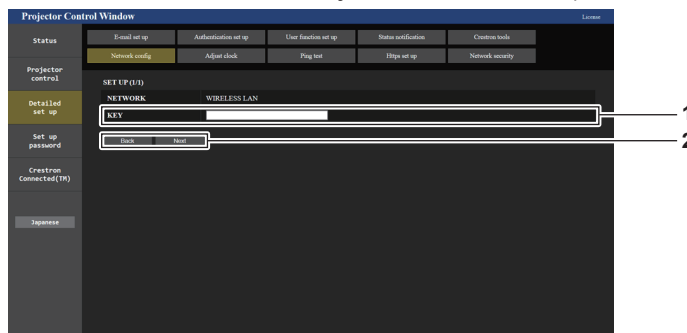 Projector Control Window License
Status
E-mail set up Authentication set up User function set up Status notification Crestron tools
Network config Adjust clock Ping test Https set up Network security
Projector
control
SET UP (1/1)
NETWORK WIRELESS LAN
Detailed
set up
KEY
1
Set up
password
Back Next
2
Crestron
Connected(TM)
Japanese